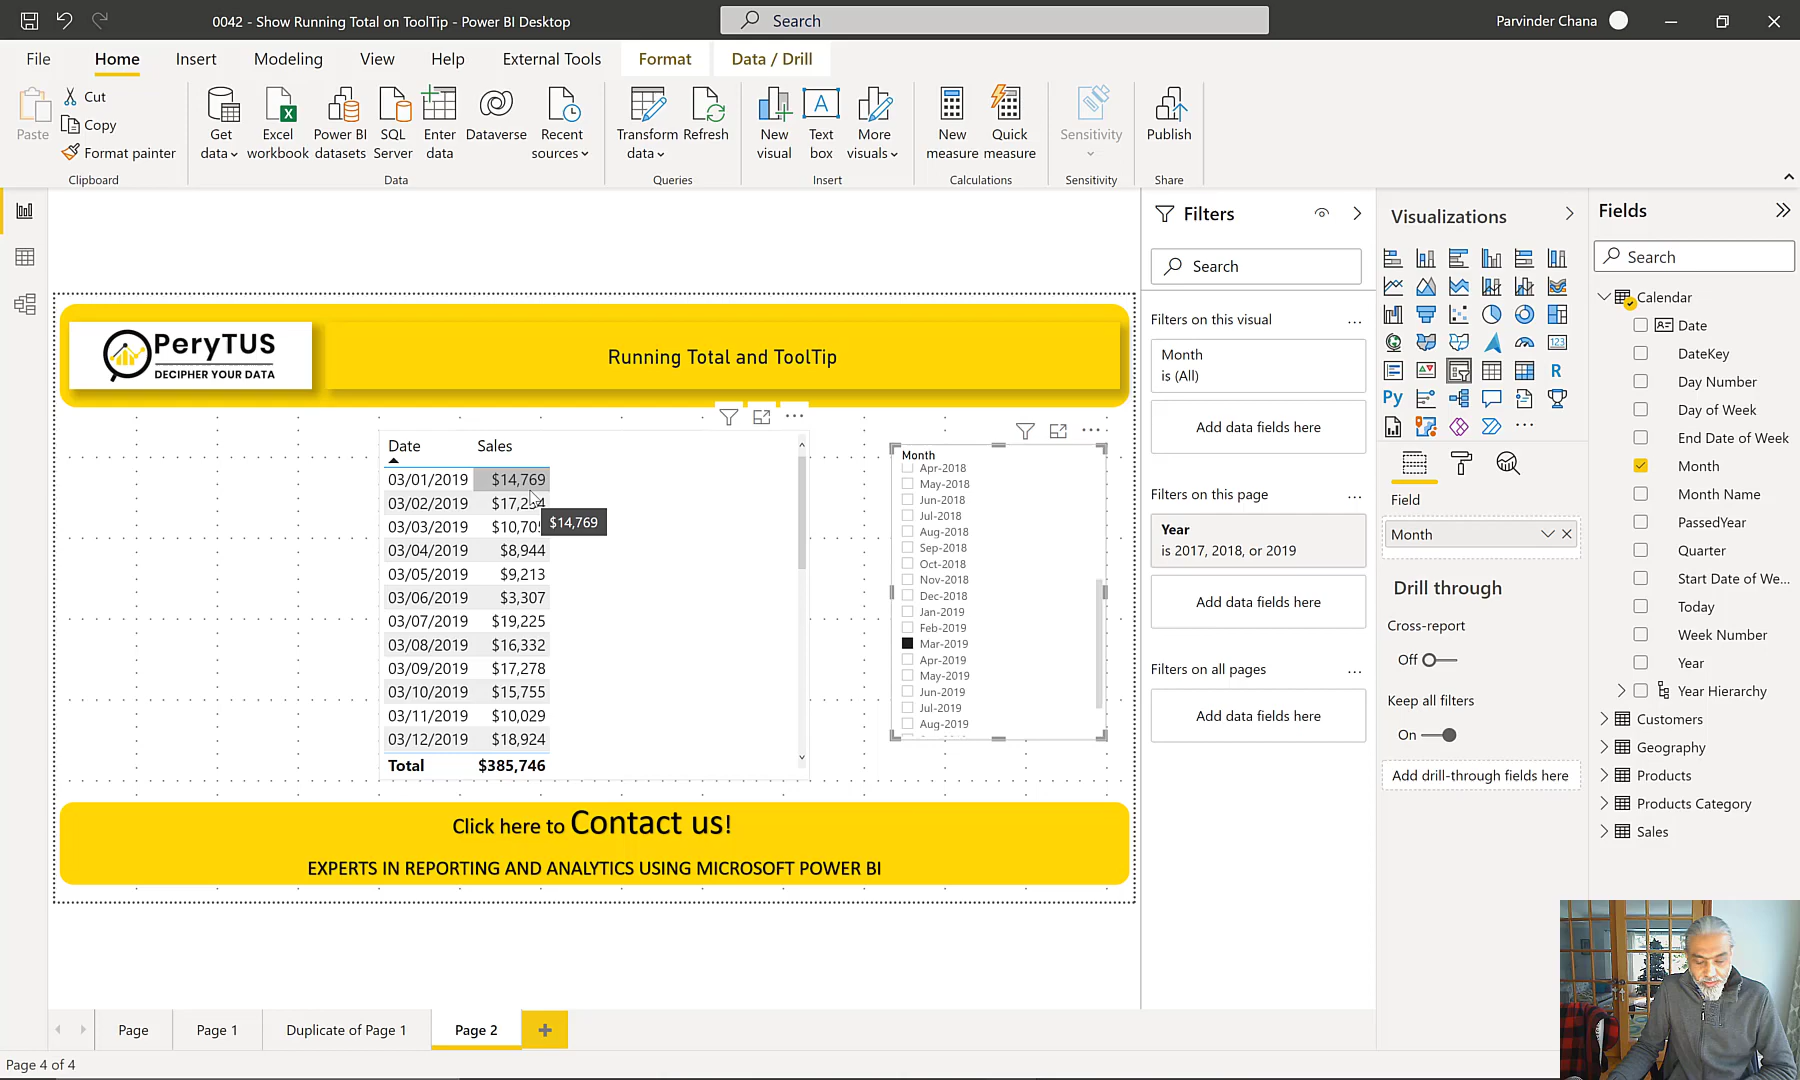 0042 - Show Running Total on ToolTip - Power BI Desktop
Search
Parvinder Chana
File
Home
Insert
Modeling
View
Help
External Tools
Format
Data / Drill
Paste
Cut
Copy
Format painter
Clipboard
Get data
Excel workbook
Power BI datasets
SQL Server
Enter data
Dataverse
Recent sources
Data
Transform data
Refresh
Queries
New visual
Text box
More visuals
Insert
New measure
Quick measure
Calculations
Sensitivity
Sensitivity
Publish
Share
PeryTUS
DECIPHER YOUR DATA
Running Total and ToolTip
Date Sales
03/01/2019 $14,769
03/02/2019
03/03/2019
03/04/2019 $8,944
03/05/2019 $9,213
03/06/2019 $3,307
03/07/2019 $19,225
03/08/2019 $16,332
03/09/2019 $17,278
03/10/2019 $15,755
03/11/2019 $10,029
03/12/2019 $18,924
Total $385,746
$14,769
Month
Apr-2018
May-2018
Jun-2018
Jul-2018
Aug-2018
Sep-2018
Oct-2018
Nov-2018
Dec-2018
Jan-2019
Feb-2019
Mar-2019
Apr-2019
May-2019
Jun-2019
Jul-2019
Aug-2019
Click here to Contact us!
EXPERTS IN REPORTING AND ANALYTICS USING MICROSOFT POWER BI
Filters
Search
Filters on this visual
Month
is (All)
Add data fields here
Filters on this page
Year
is 2017, 2018, or 2019
Add data fields here
Filters on all pages
Add data fields here
Visualizations
123
R
Py
Field
Month
Drill through
Cross-report
Off
Keep all filters
On
Add drill-through fields here
Fields
Search
Calendar
Date
DateKey
Day Number
Day of Week
End Date of Week
Month
Month Name
PassedYear
Quarter
Start Date of We...
Today
Week Number
Year
Year Hierarchy
Customers
Geography
Products
Products Category
Sales
Page
Page 1
Duplicate of Page 1
Page 2
Page 4 of 4